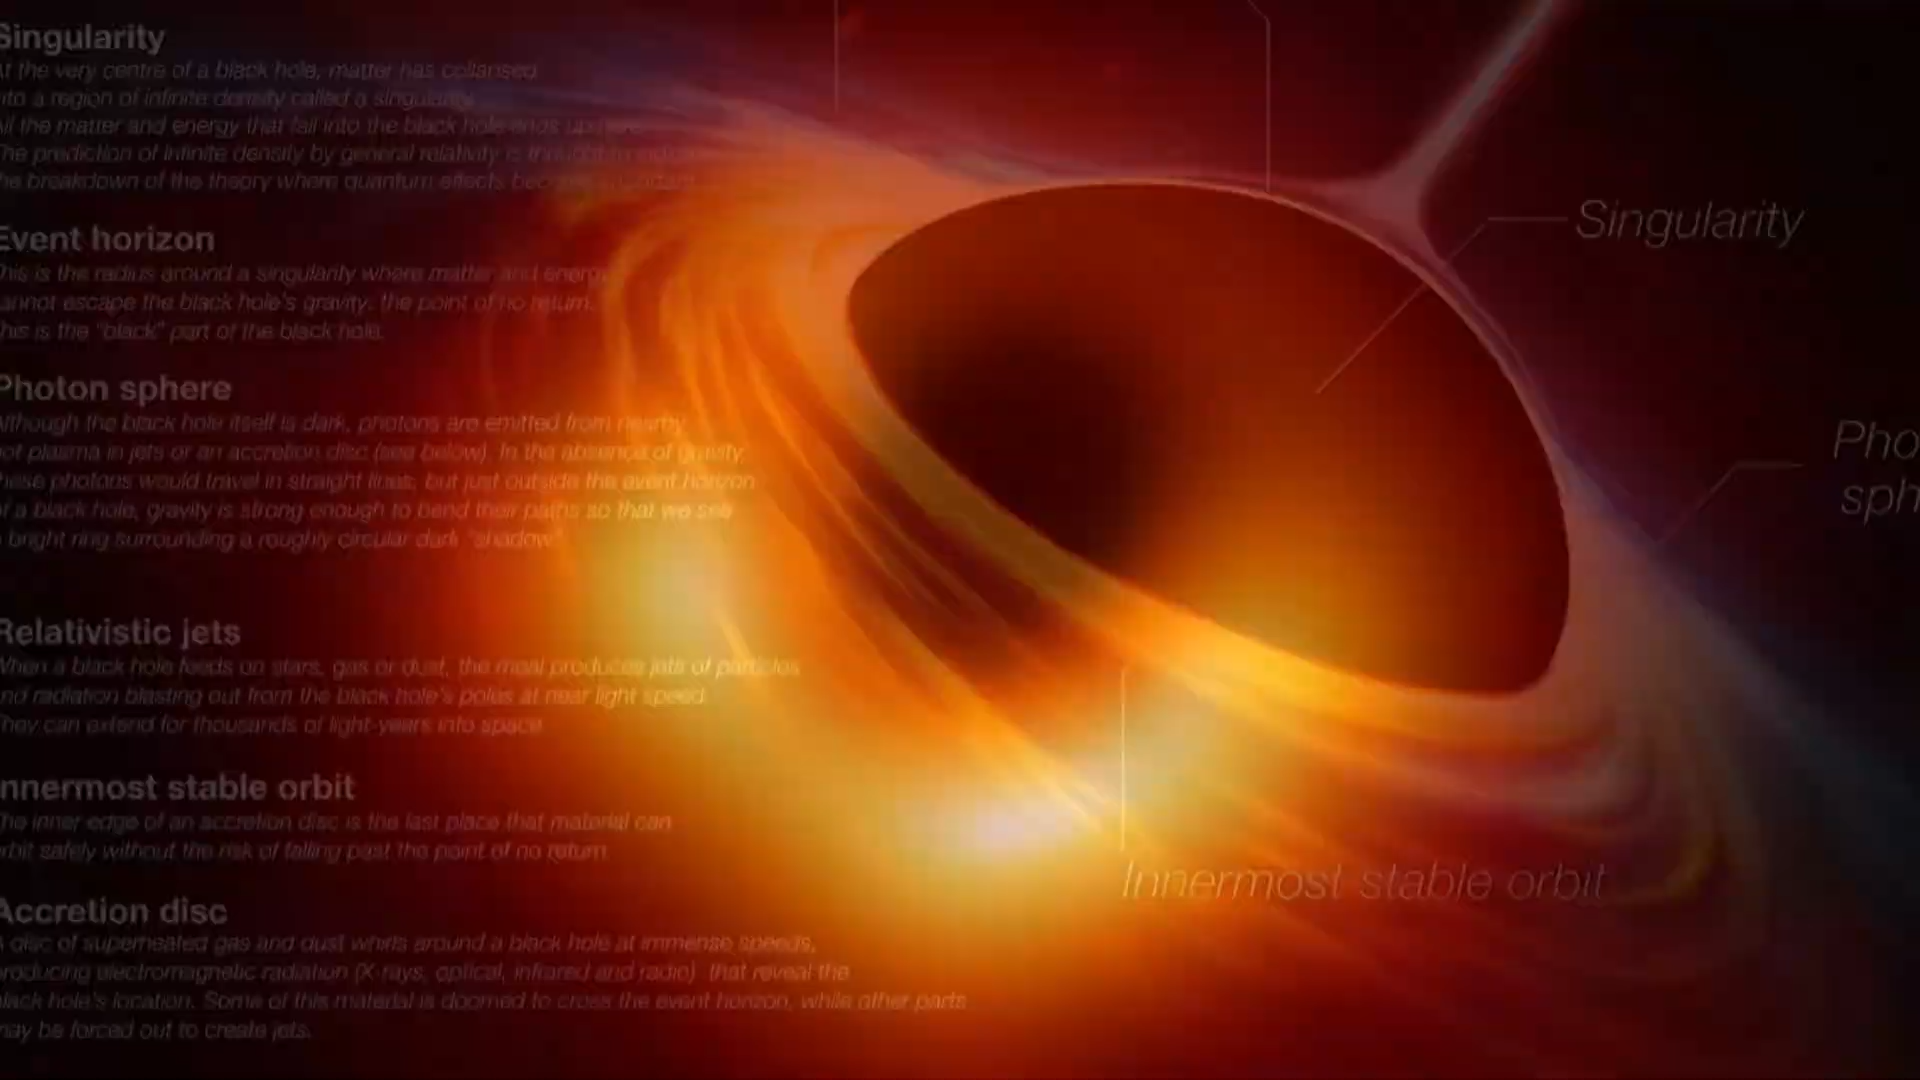 Singularity
At the very centre of a black hole, matter has collapsed
into a region of infinite density called a singularity.
All the matter and energy that fall into the black hole ends up here.
The prediction of infinite density by general relativity is thought to indicate
the breakdown of the theory where quantum effects become important.
Event horizon
This is the radius around a singularity where matter and energy
cannot escape the black hole's gravity: the point of no return.
This is the "black" part of the black hole.
Photon sphere
Although the black hole itself is dark, photons are emitted from nearby
hot plasma in jets or an accretion disc (see below). In the absence of gravity,
these photons would travel in straight lines, but just outside the event horizon
of a black hole, gravity is strong enough to bend their paths so that we see
a bright ring surrounding a roughly circular dark "shadow".
Relativistic jets
When a black hole feeds on stars, gas or dust, the meal produces jets of particles
and radiation blasting out from the black hole's poles at near light speed.
They can extend for thousands of light-years into space.
Innermost stable orbit
The inner edge of an accretion disc is the last place that material can
orbit safely without the risk of falling past the point of no return.
Accretion disc
A disc of superheated gas and dust whirls around a black hole at immense speeds,
producing electromagnetic radiation (X-rays, optical, infrared and radio) that reveal the
black hole's location. Some of this material is doomed to cross the event horizon, while other parts
may be forced out to create jets.
Singularity
Pho
sph
Innermost stable orbit